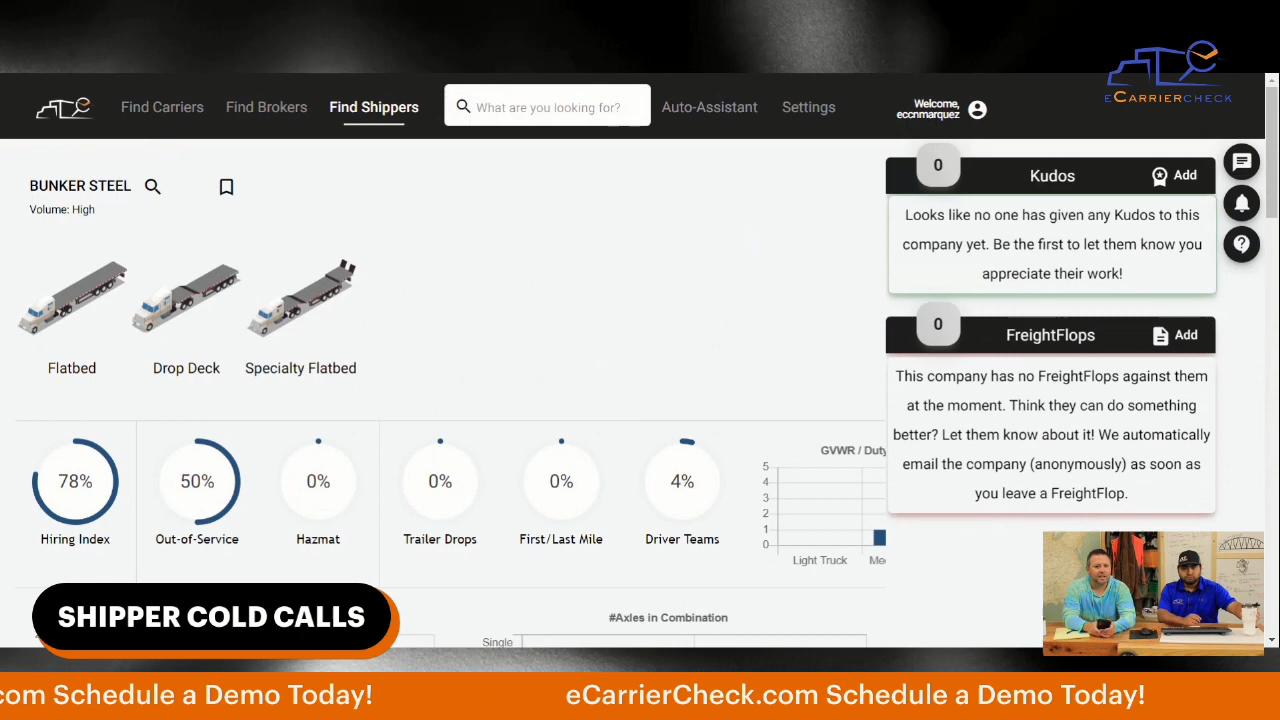 eCARRIERCHECK
Find Carriers
Find Brokers
Find Shippers
What are you looking for?
Auto-Assistant
Settings
Welcome,
eccnmarquez
BUNKER STEEL
Volume: High
Flatbed
Drop Deck
Specialty Flatbed
0
Kudos
Add
Looks like no one has given any Kudos to this
company yet. Be the first to let them know you
appreciate their work!
0
FreightFlops
Add
This company has no FreightFlops against them
at the moment. Think they can do something
better? Let them know about it! We automatically
email the company (anonymously) as soon as
you leave a FreightFlop.
78%
Hiring Index
50%
Out-of-Service
0%
Hazmat
0%
Trailer Drops
0%
First/Last Mile
4%
Driver Teams
GVWR / Duty
5
4
3
2
1
0
Light Truck
Me
#Axles in Combination
Single
SHIPPER COLD CALLS
com Schedule a Demo Today!
eCarrierCheck.com Schedule a Demo Today!